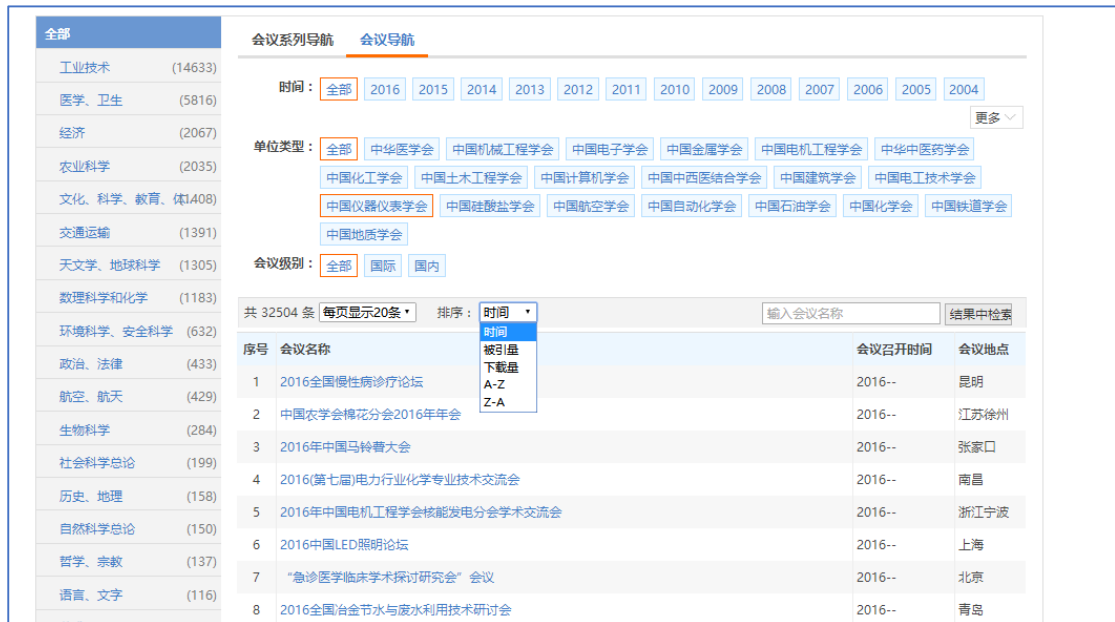 全部
工业技术 (14633)
医学、卫生 (5816)
经济 (2067)
农业科学 (2035)
文化、科学、教育、体1408)
交通运输 (1391)
天文学、地球科学 (1305)
数理科学和化学 (1183)
环境科学、安全科学 (632)
政治、法律 (433)
航空、航天 (429)
生物科学 (284)
社会科学总论 (199)
历史、地理 (158)
自然科学总论 (150)
哲学、宗教 (137)
语言、文字 (116)
会议系列导航 会议导航
时间: 全部 2016 2015 2014 2013 2012 2011 2010 2009 2008 2007 2006 2005 2004
更多
单位类型: 全部 中华医学会 中国机械工程学会 中国电子学会 中国金属学会 中国电机工程学会 中华中医药学会
中国化工学会 中国土木工程学会 中国计算机学会 中国中西医结合学会 中国建筑学会 中国电工技术学会
中国仪器仪表学会 中国硅酸盐学会 中国航空学会 中国自动化学会 中国石油学会 中国化学会 中国铁道学会
中国地质学会
会议级别: 全部 国际 国内
共 32504 条 每页显示20条 排序: 时间 输入会议名称 结果中检索
时间
被引量
下载量
A-Z
Z-A
序号 会议名称 会议召开时间 会议地点
1 2016全国慢性病诊疗论坛 2016-- 昆明
2 中国农学会棉花分会2016年年会 2016-- 江苏徐州
3 2016年中国马铃薯大会 2016-- 张家口
4 2016(第七届)电力行业化学专业技术交流会 2016-- 南昌
5 2016年中国电机工程学会核能发电分会学术交流会 2016-- 浙江宁波
6 2016中国LED照明论坛 2016-- 上海
7 “急诊医学临床学术探讨研究会”会议 2016-- 北京
8 2016全国冶金节水与废水利用技术研讨会 2016-- 青岛